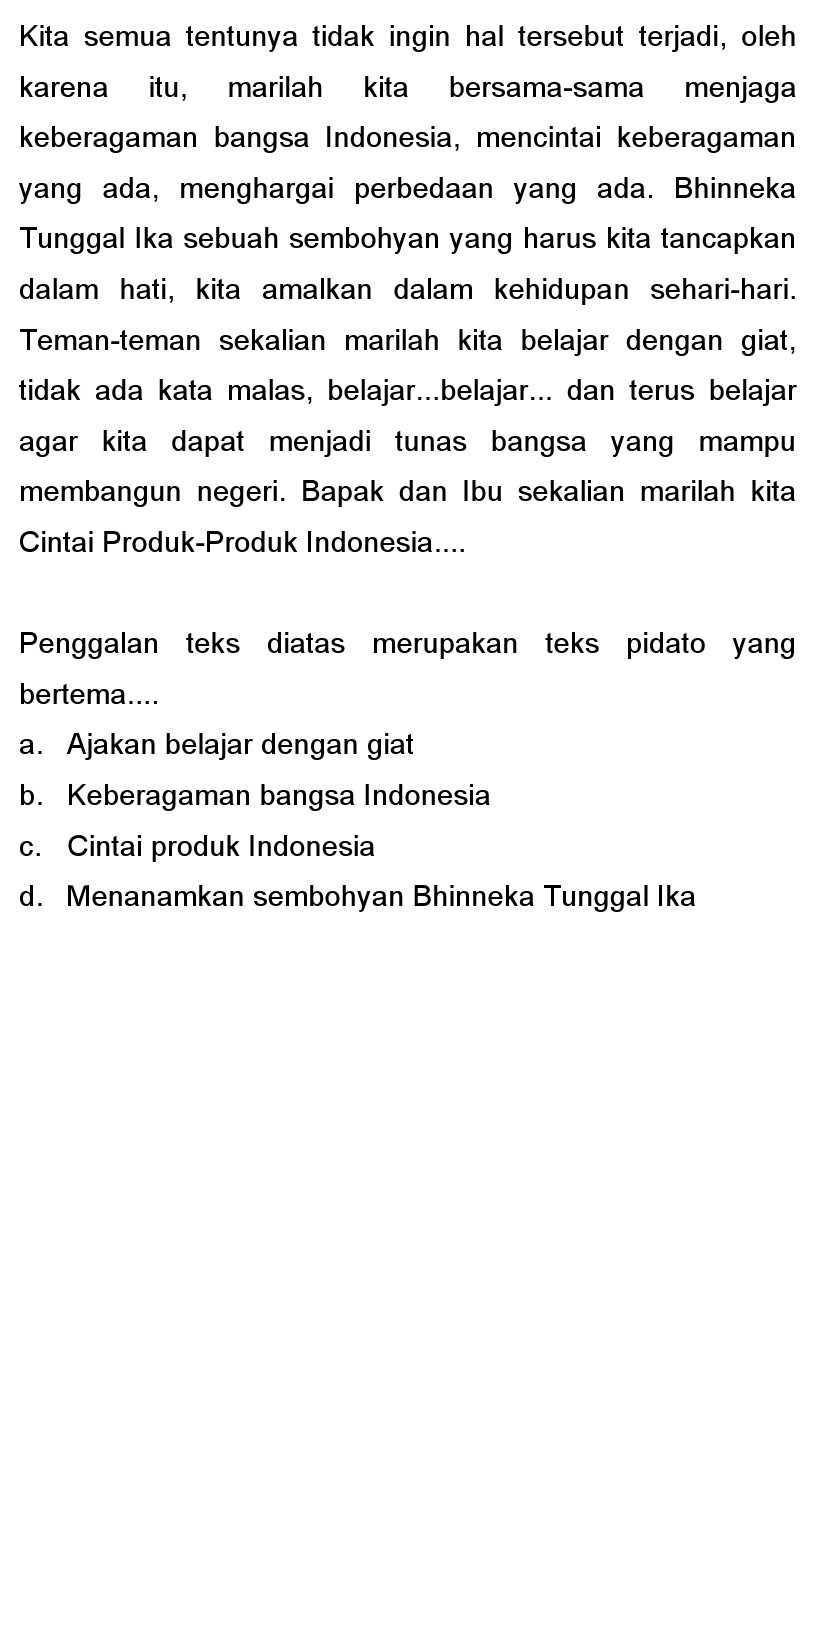 Kita semua tentunya tidak ingin hal tersebut terjadi, oleh
karena itu, marilah kita bersama-sama menjaga
keberagaman bangsa Indonesia, mencintai keberagaman
yang ada, menghargai perbedaan yang ada. Bhinneka
Tunggal Ika sebuah sembohyan yang harus kita tancapkan
dalam hati, kita amalkan dalam kehidupan sehari-hari.
Teman-teman sekalian marilah kita belajar dengan giat,
tidak ada kata malas, belajar...belajar... dan terus belajar
agar kita dapat menjadi tunas bangsa yang mampu
membangun negeri. Bapak dan Ibu sekalian marilah kita
Cintai Produk-Produk Indonesia....
Penggalan teks diatas merupakan teks pidato yang
bertema....
a. Ajakan belajar dengan giat
b. Keberagaman bangsa Indonesia
c. Cintai produk Indonesia
d. Menanamkan sembohyan Bhinneka Tunggal Ika